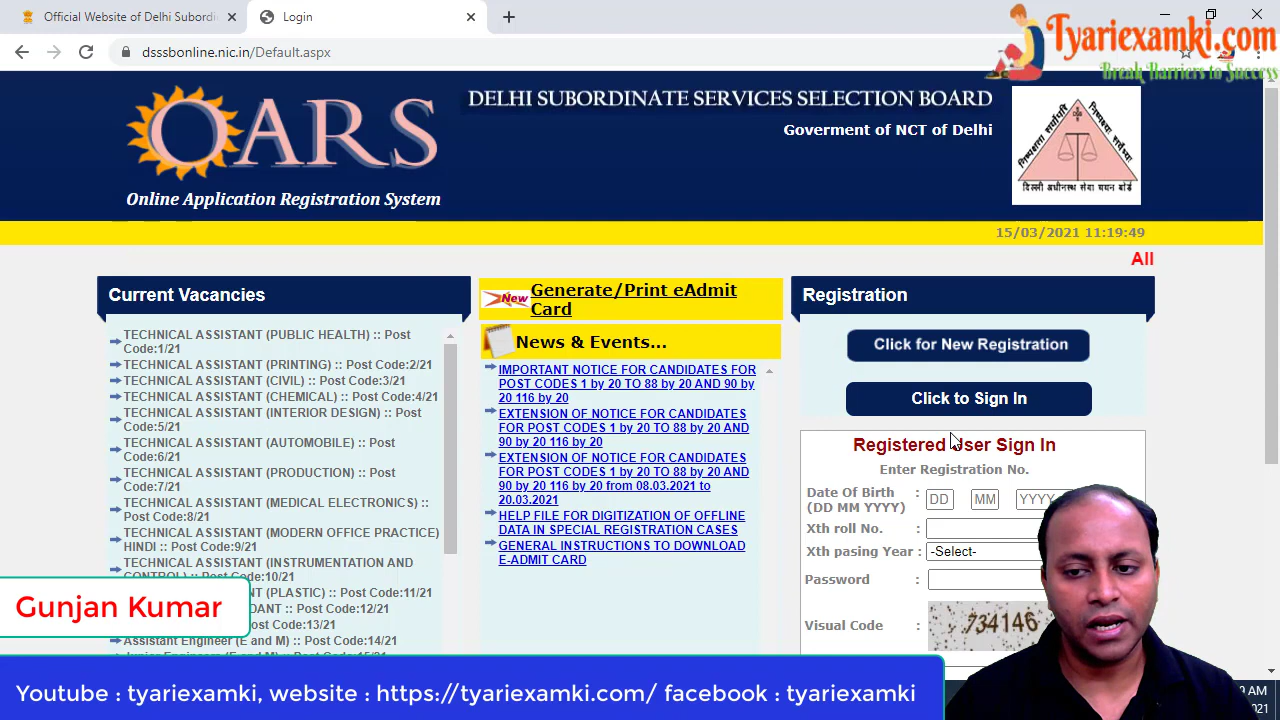 Official Website of Delhi Subordi
Login
dsssbonline.nic.in/Default.aspx
Tyariexamki.com
Break Barriers to Success
OARS
Online Application Registration System
DELHI SUBORDINATE SERVICES SELECTION BOARD
Goverment of NCT of Delhi
दिल्ली अधीनस्थ सेवा चयन बोर्ड
15/03/2021 11:19:49
All
Current Vacancies
TECHNICAL ASSISTANT (PUBLIC HEALTH) :: Post
Code:1/21
TECHNICAL ASSISTANT (PRINTING) :: Post Code:2/21
TECHNICAL ASSISTANT (CIVIL) :: Post Code:3/21
TECHNICAL ASSISTANT (CHEMICAL) :: Post Code:4/21
TECHNICAL ASSISTANT (INTERIOR DESIGN) :: Post
Code:5/21
TECHNICAL ASSISTANT (AUTOMOBILE) :: Post
Code:6/21
TECHNICAL ASSISTANT (PRODUCTION) :: Post
Code:7/21
TECHNICAL ASSISTANT (MEDICAL ELECTRONICS) ::
Post Code:8/21
TECHNICAL ASSISTANT (MODERN OFFICE PRACTICE)
HINDI :: Post Code:9/21
TECHNICAL ASSISTANT (INSTRUMENTATION AND
CONTROL) :: Post Code:10/21
(PLASTIC) :: Post Code:11/21
DANT :: Post Code:12/21
ost Code:13/21
Assistant Engineer (E and M) :: Post Code:14/21
Generate/Print eAdmit
New
Card
News & Events...
IMPORTANT NOTICE FOR CANDIDATES FOR
POST CODES 1 by 20 TO 88 by 20 AND 90 by
20 116 by 20
EXTENSION OF NOTICE FOR CANDIDATES
FOR POST CODES 1 by 20 TO 88 by 20 AND
90 by 20 116 by 20
EXTENSION OF NOTICE FOR CANDIDATES
FOR POST CODES 1 by 20 TO 88 by 20 AND
90 by 20 116 by 20 from 08.03.2021 to
20.03.2021
HELP FILE FOR DIGITIZATION OF OFFLINE
DATA IN SPECIAL REGISTRATION CASES
GENERAL INSTRUCTIONS TO DOWNLOAD
E-ADMIT CARD
Registration
Click for New Registration
Click to Sign In
Registered User Sign In
Enter Registration No.
Date Of Birth : DD MM YYYY
(DD MM YYYY)
Xth roll No. :
Xth pasing Year : -Select-
Password :
Visual Code : 734146
Gunjan Kumar
Youtube : tyariexamki, website : https://tyariexamki.com/ facebook : tyariexamki
9 AM
2021